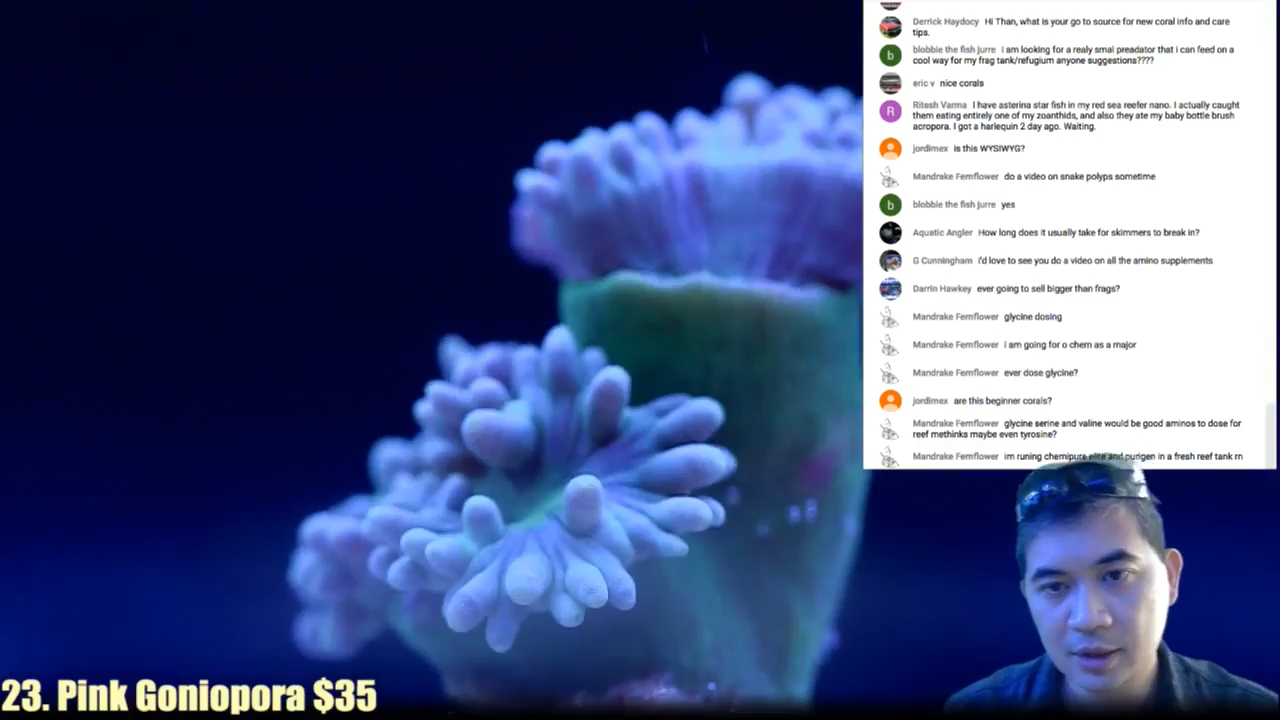 Derrick Haydocy Hi Than, what is your go to source for new coral info and care
tips.
b
blobbie the fish jurre I am looking for a realy smal preadator that i can feed on a
cool way for my frag tank/refugium anyone suggestions????
eric v nice corals
R
Ritesh Varma I have asterina star fish in my red sea reefer nano. I actually caught
them eating entirely one of my zoanthids, and also they ate my baby bottle brush
acropora. I got a harlequin 2 day ago. Waiting.
jordimex is this WYSIWYG?
Mandrake Fernflower do a video on snake polyps sometime
b
blobbie the fish jurre yes
Aquatic Angler How long does it usually take for skimmers to break in?
G Cunningham i'd love to see you do a video on all the amino supplements
Darrin Hawkey ever going to sell bigger than frags?
Mandrake Fernflower glycine dosing
Mandrake Fernflower i am going for o chem as a major
Mandrake Fernflower ever dose glycine?
jordimex are this beginner corals?
Mandrake Fernflower glycine serine and valine would be good aminos to dose for
reef methinks maybe even tyrosine?
Mandrake Fernflower im runing chemipure elite and purigen in a fresh reef tank rn
23. Pink Goniopora $35